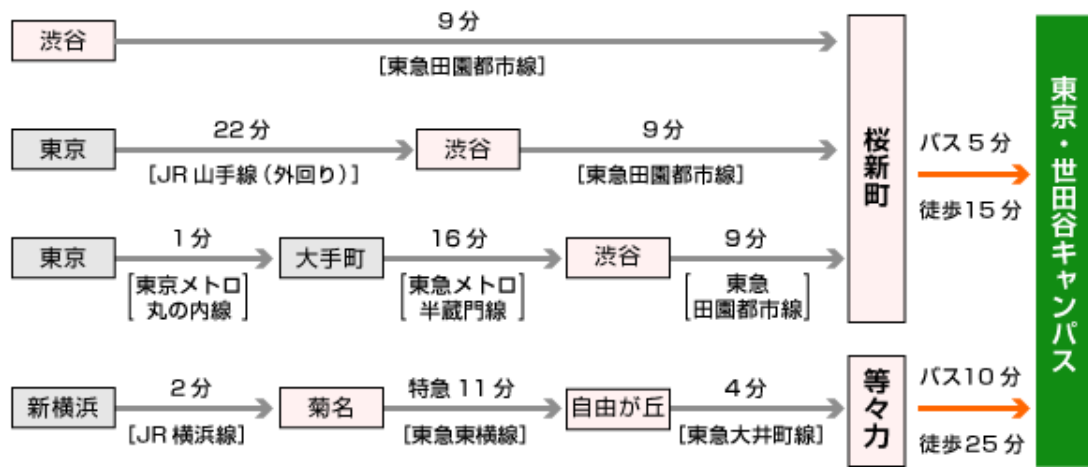 渋谷
9分
[東急田園都市線]
東京
22分
[JR山手線(外回り)]
渋谷
9分
[東急田園都市線]
東京
1分
[東京メトロ
丸の内線]
大手町
16分
[東急メトロ
半蔵門線]
渋谷
9分
[東急
田園都市線]
桜新町
バス5分
徒歩15分
新横浜
2分
[JR横浜線]
菊名
特急11分
[東急東横線]
自由が丘
4分
[東急大井町線]
等々力
バス10分
徒歩25分
東京・世田谷キャンパス